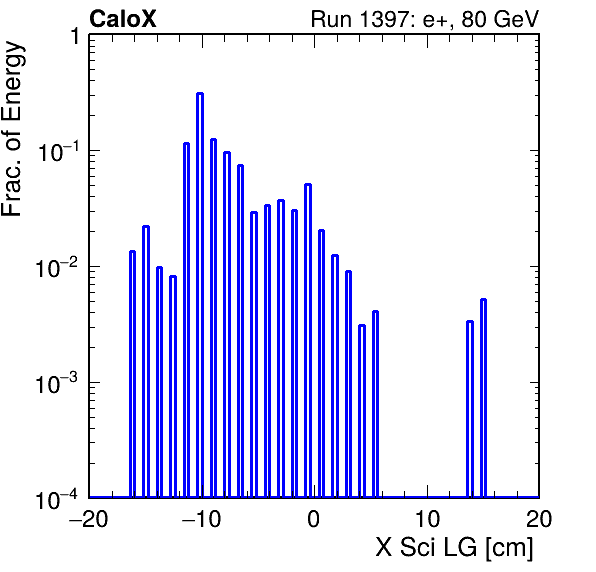 CaloX
Run 1397: e+, 80 GeV
Frac. of Energy
1
10⁻¹
10⁻²
10⁻³
10⁻⁴
−20
−10
0
10
20
X Sci LG [cm]